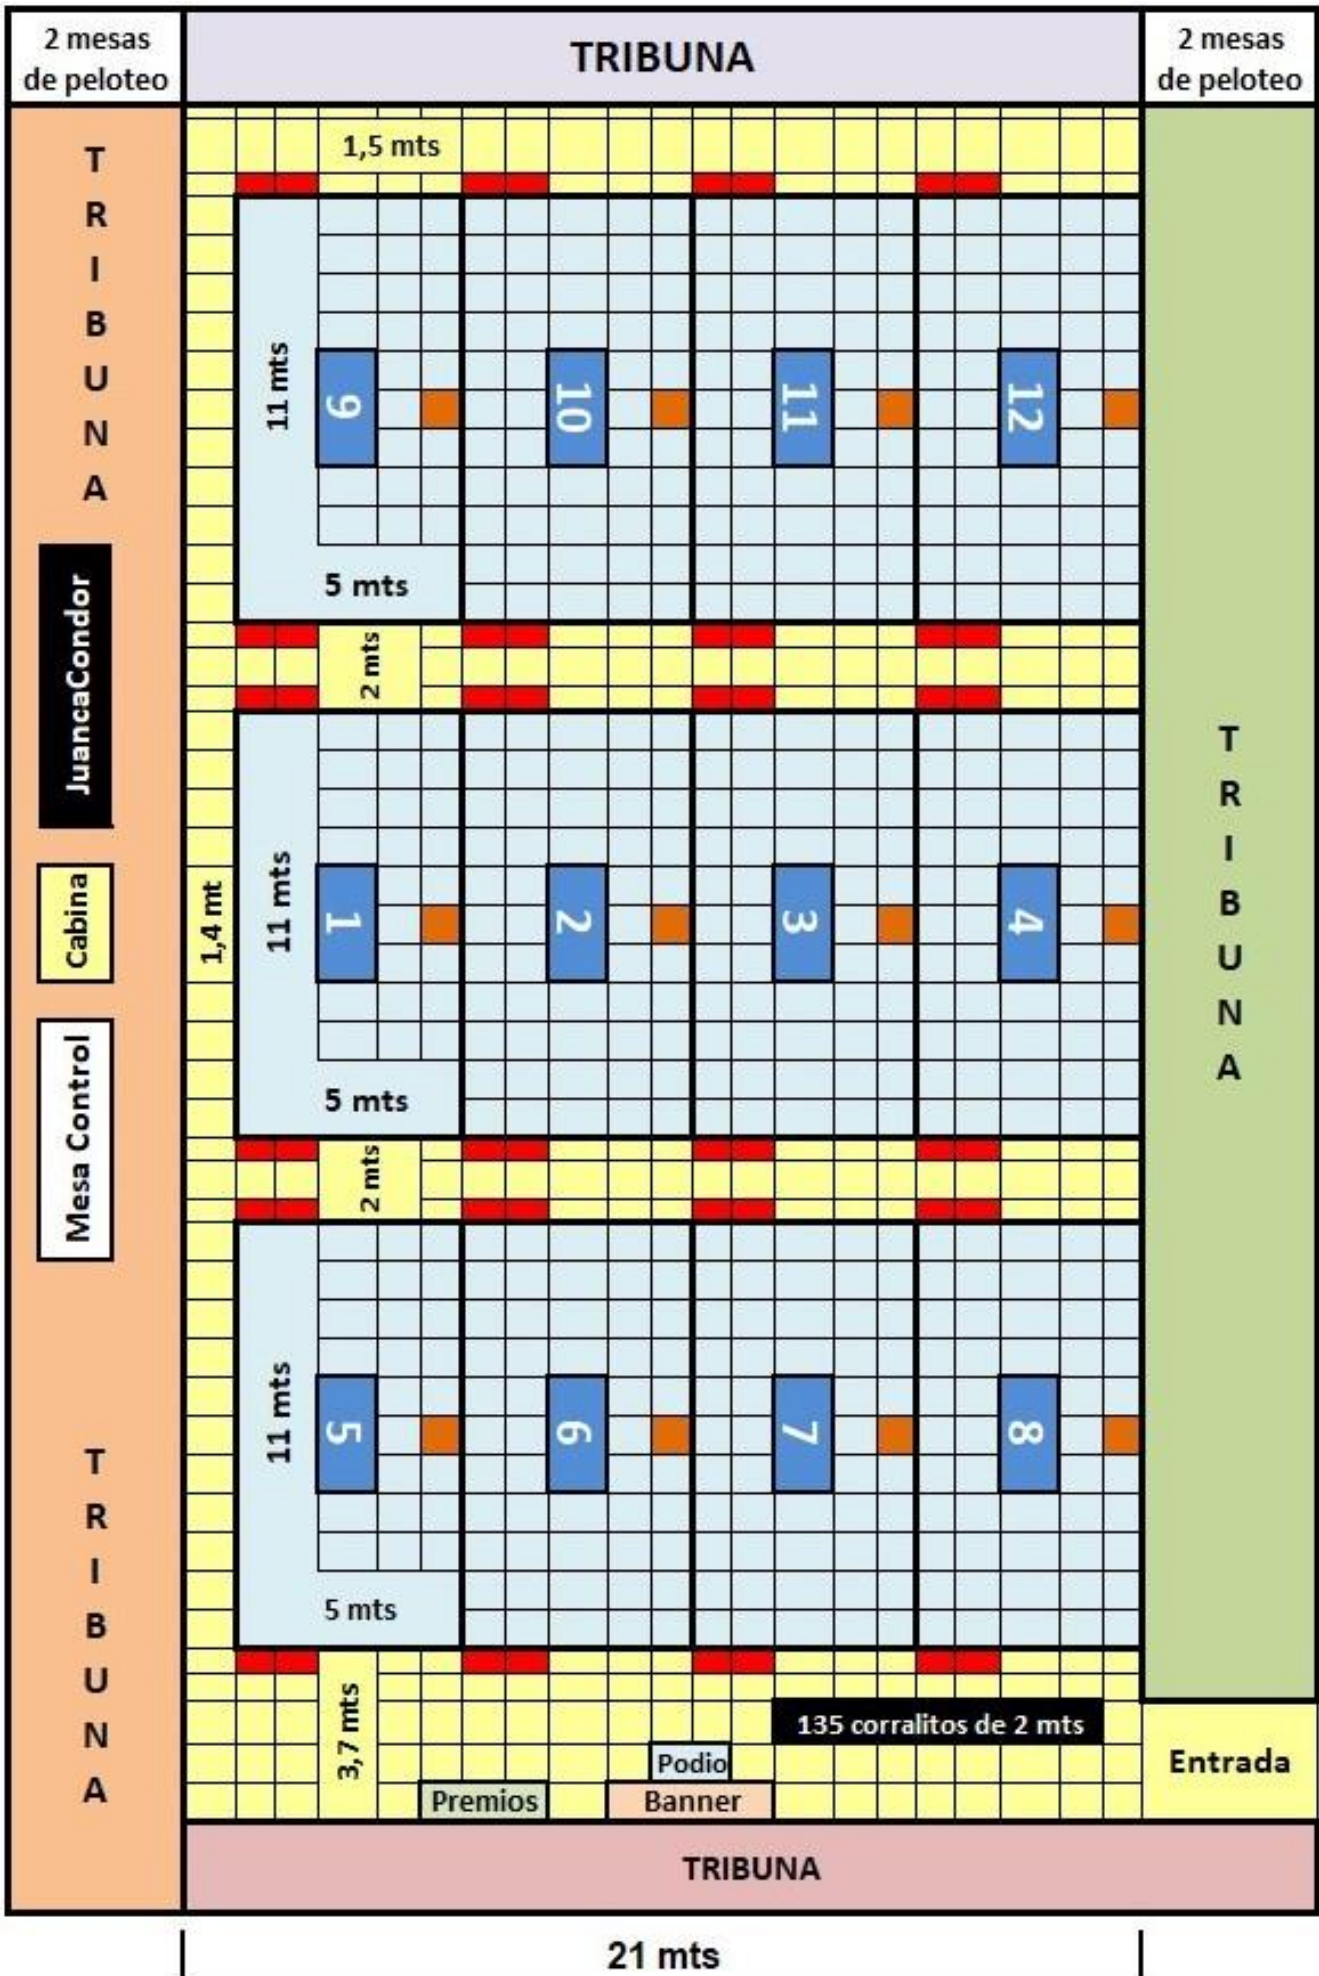 2 mesas
de peloteo
TRIBUNA
2 mesas
de peloteo
TRIBUNA
JuancaCondor
Cabina
Mesa Control
TRIBUNA
1,5 mts
11 mts
9
10
11
12
5 mts
2 mts
1,4 mt
11 mts
1
2
3
4
5 mts
2 mts
11 mts
5
6
7
8
5 mts
3,7 mts
135 corralitos de 2 mts
Podio
Premios
Banner
TRIBUNA
Entrada
TRIBUNA
21 mts